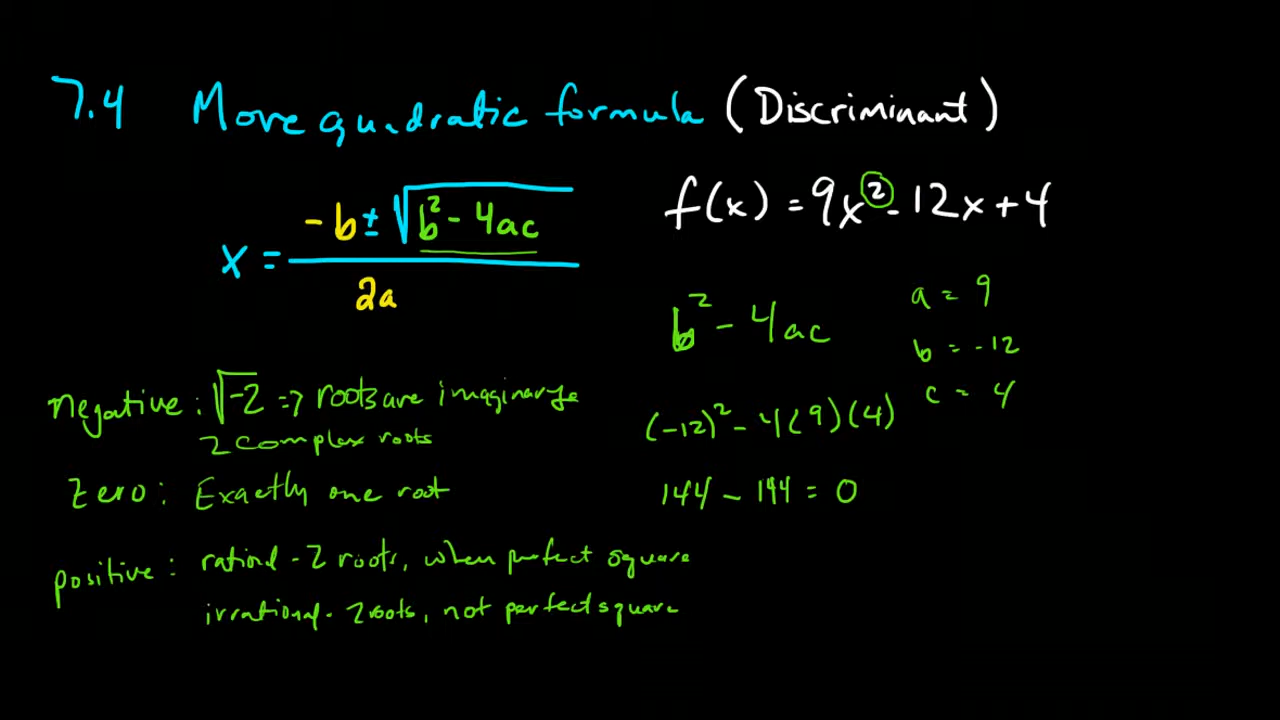 7.4 More quadratic formula (Discriminant)
x = -b ± √b² - 4ac / 2a
f(x) = 9x² - 12x + 4
b² - 4ac
a = 9
b = -12
c = 4
(-12)² - 4(9)(4)
144 - 144 = 0
Negative: √-2 => roots are imaginary
2 complex roots
Zero: Exactly one root
positive: rational - 2 roots, when perfect square
irrational - 2 roots, not perfect square